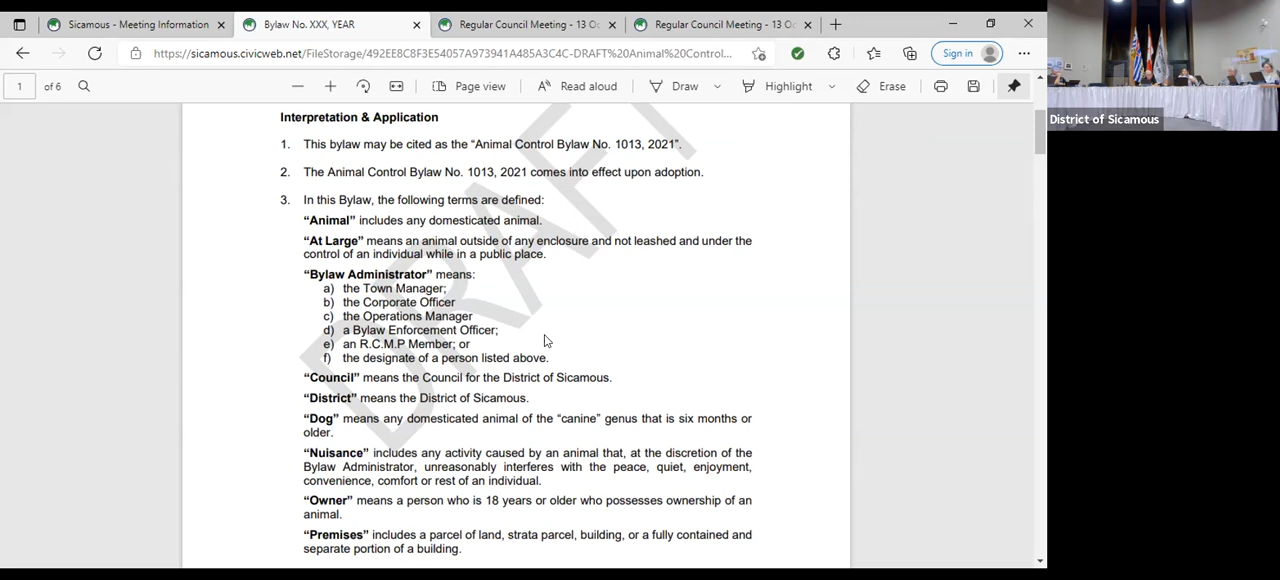 Sicamous - Meeting Information
Bylaw No. XXX, YEAR
Regular Council Meeting - 13 Oc
Regular Council Meeting - 13 Oc
https://sicamous.civicweb.net/FileStorage/492EE8C8F3E54057A973941A485A3C4C-DRAFT%20Animal%20Control...
Sign in
1 of 6
Page view
Read aloud
Draw
Highlight
Erase
District of Sicamous
DRAFT
Interpretation & Application
1. This bylaw may be cited as the “Animal Control Bylaw No. 1013, 2021”.
2. The Animal Control Bylaw No. 1013, 2021 comes into effect upon adoption.
3. In this Bylaw, the following terms are defined:
“Animal” includes any domesticated animal.
“At Large” means an animal outside of any enclosure and not leashed and under the
control of an individual while in a public place.
“Bylaw Administrator” means:
a) the Town Manager;
b) the Corporate Officer
c) the Operations Manager
d) a Bylaw Enforcement Officer;
e) an R.C.M.P Member; or
f) the designate of a person listed above.
“Council” means the Council for the District of Sicamous.
“District” means the District of Sicamous.
“Dog” means any domesticated animal of the “canine” genus that is six months or
older.
“Nuisance” includes any activity caused by an animal that, at the discretion of the
Bylaw Administrator, unreasonably interferes with the peace, quiet, enjoyment,
convenience, comfort or rest of an individual.
“Owner” means a person who is 18 years or older who possesses ownership of an
animal.
“Premises” includes a parcel of land, strata parcel, building, or a fully contained and
separate portion of a building.